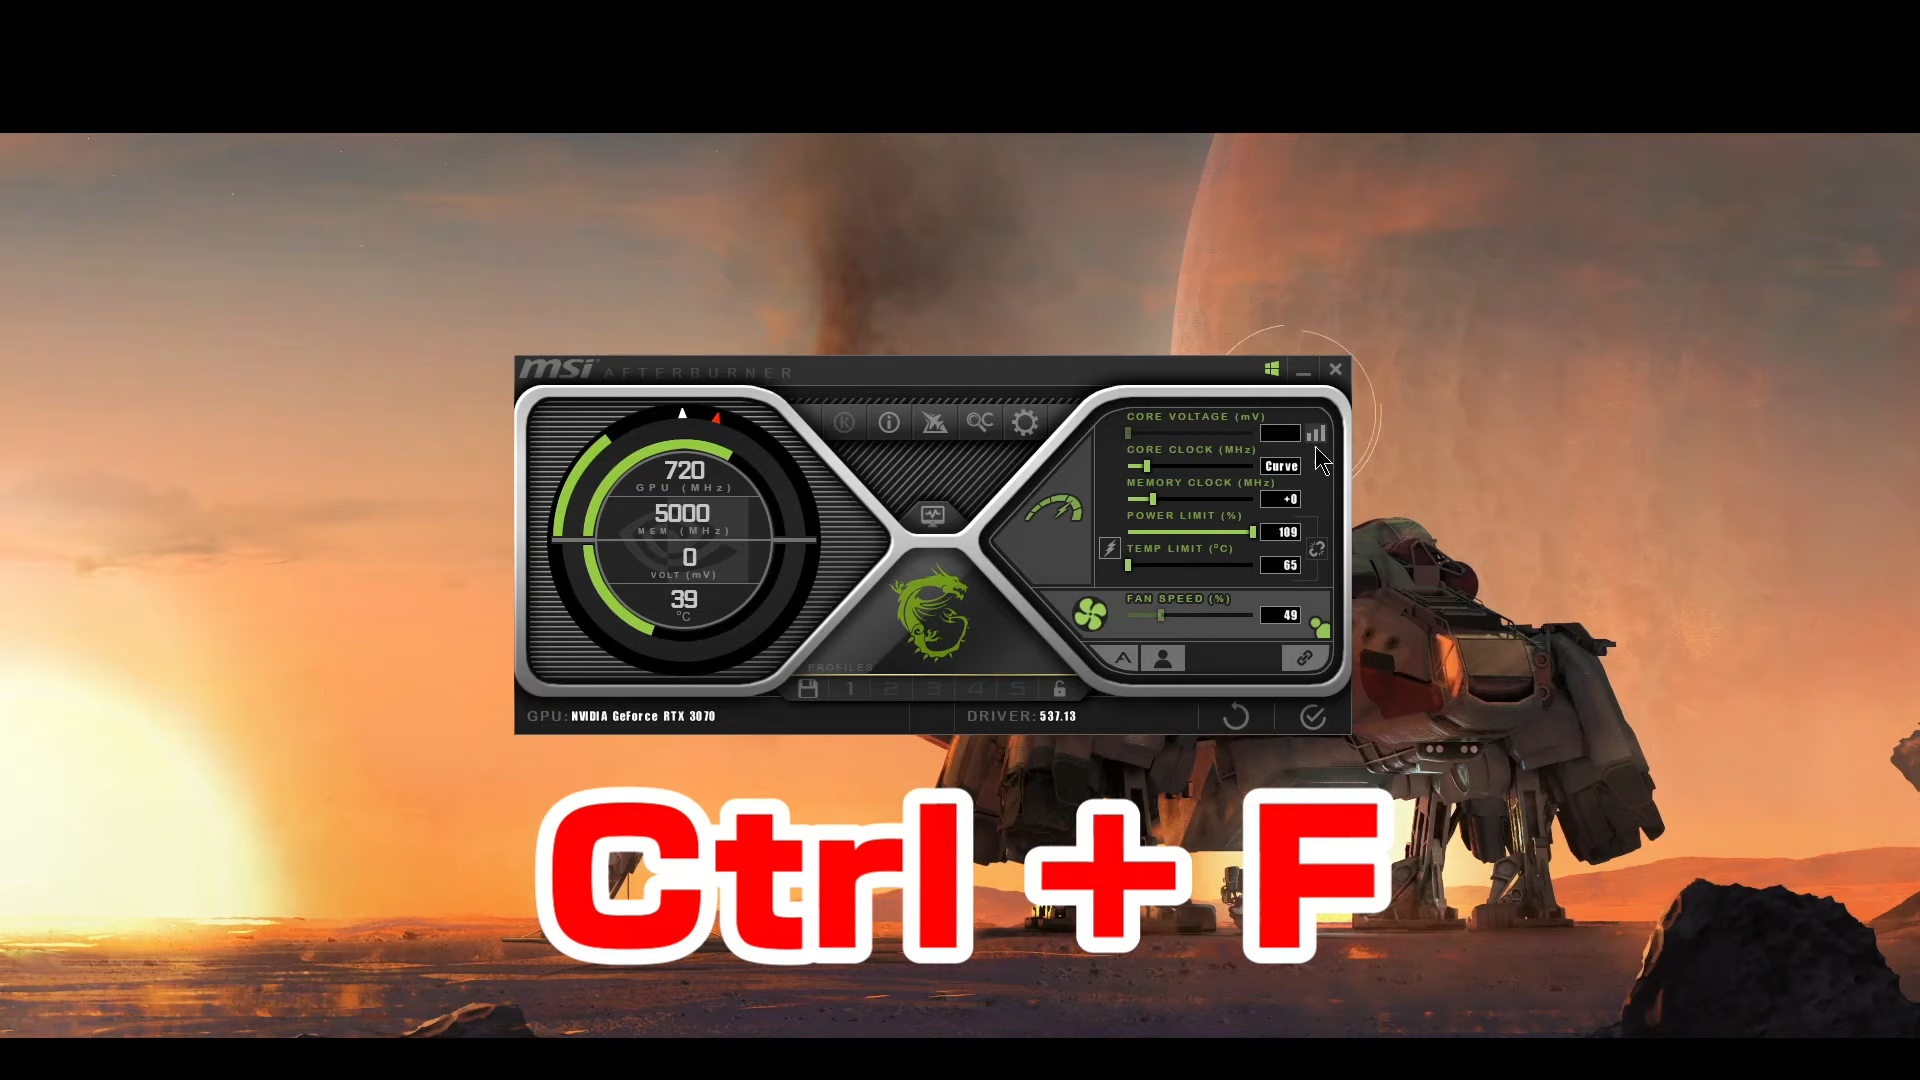 msi AFTERBURNER
720
GPU (MHz)
5000
MEM (MHz)
0
VOLT (mV)
39
°C
K
i
OC
CORE VOLTAGE (mV)
CORE CLOCK (MHz)
Curve
MEMORY CLOCK (MHz)
+0
POWER LIMIT (%)
109
TEMP LIMIT (°C)
65
FAN SPEED (%)
49
A
PROFILES
1 2 3 4 5
GPU: NVIDIA GeForce RTX 3070
DRIVER: 537.13
Ctrl + F